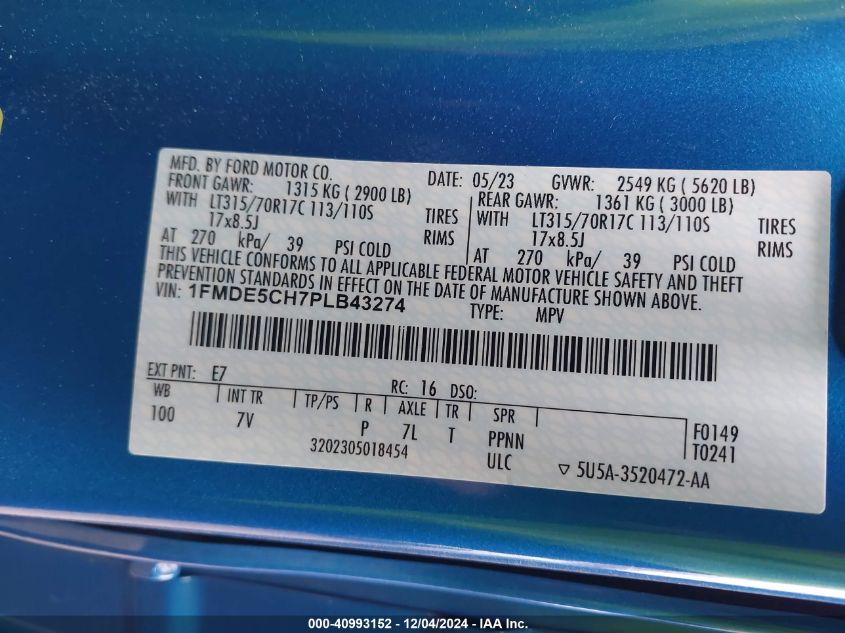 MFD. BY FORD MOTOR CO. DATE: 05/23 GVWR: 2549 KG ( 5620 LB)
FRONT GAWR: 1315 KG ( 2900 LB) REAR GAWR: 1361 KG ( 3000 LB)
WITH LT315/70R17C 113/110S TIRES WITH LT315/70R17C 113/110S TIRES
17x8.5J RIMS 17x8.5J RIMS
AT 270 kPa/ 39 PSI COLD AT 270 kPa/ 39 PSI COLD
THIS VEHICLE CONFORMS TO ALL APPLICABLE FEDERAL MOTOR VEHICLE SAFETY AND THEFT
PREVENTION STANDARDS IN EFFECT ON THE DATE OF MANUFACTURE SHOWN ABOVE.
VIN: 1FMDE5CH7PLB43274 TYPE: MPV
EXT PNT: E7 RC: 16 DSO:
WB INT TR TP/PS R AXLE TR SPR F0149
100 7V P 7L T PPNN T0241
3202305018454 ULC ▽ 5U5A-3520472-AA
000-40993152 - 12/04/2024 - IAA Inc.